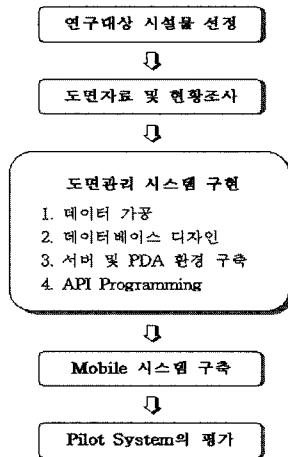 연구대상 시설물 선정
도면자료 및 현황조사
도면관리 시스템 구현
1. 데이터 가공
2. 데이터베이스 디자인
3. 서버 및 PDA 환경 구축
4. API Programming
Mobile 시스템 구축
Pilot System의 평가